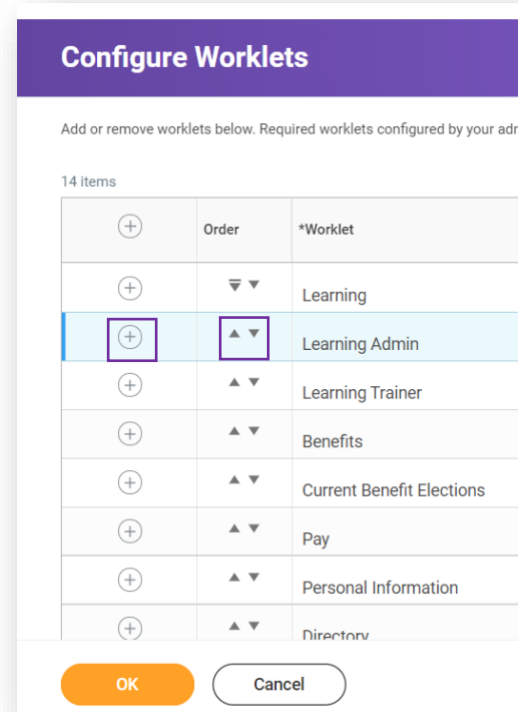 Configure Worklets
Add or remove worklets below. Required worklets configured by your
14 items
Order *Worklet
Learning
Learning Admin
Learning Trainer
Benefits
Current Benefit Elections
Pay
Personal Information
Directory
OK Cancel